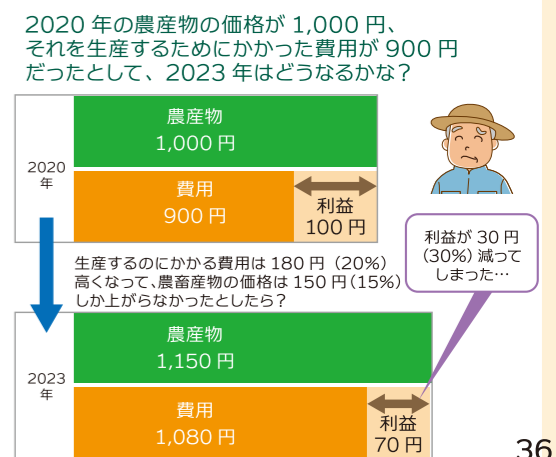 2020 年の農産物の価格が 1,000 円、
それを生産するためにかかった費用が 900 円
だったとして、2023 年はどうなるかな？
2020
年
農産物
1,000 円
費用
900 円
利益
100 円
利益が 30 円
（30％）減って
しまった…
生産するのにかかる費用は 180 円（20％）
高くなって、農畜産物の価格は 150 円（15％）
しか上がらなかったとしたら？
2023
年
農産物
1,150 円
費用
1,080 円
利益
70 円
36